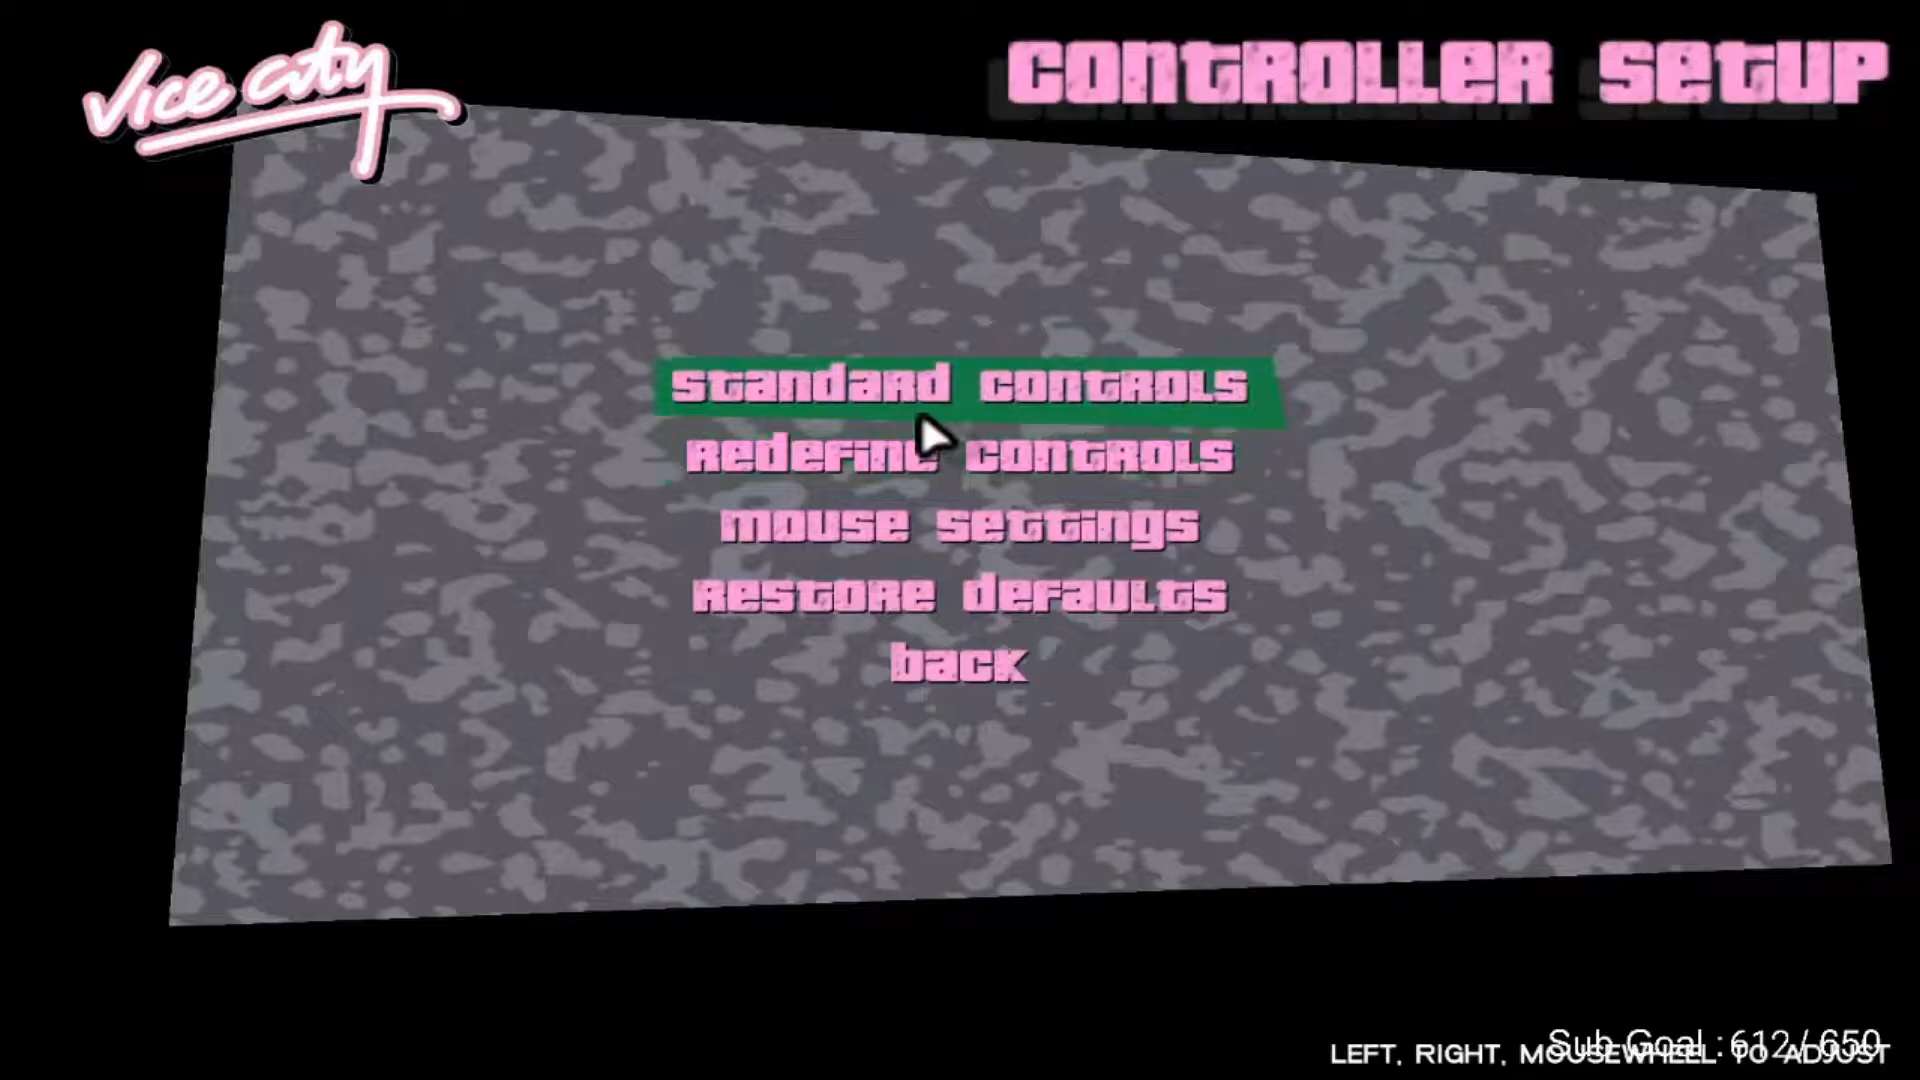 Vice City
CONTROLLER SETUP
STANDARD CONTROLS
REDEFINE CONTROLS
MOUSE SETTINGS
RESTORE DEFAULTS
BACK
Sub Goal : 612 / 650
LEFT, RIGHT, MOUSEWHEEL TO ADJUST